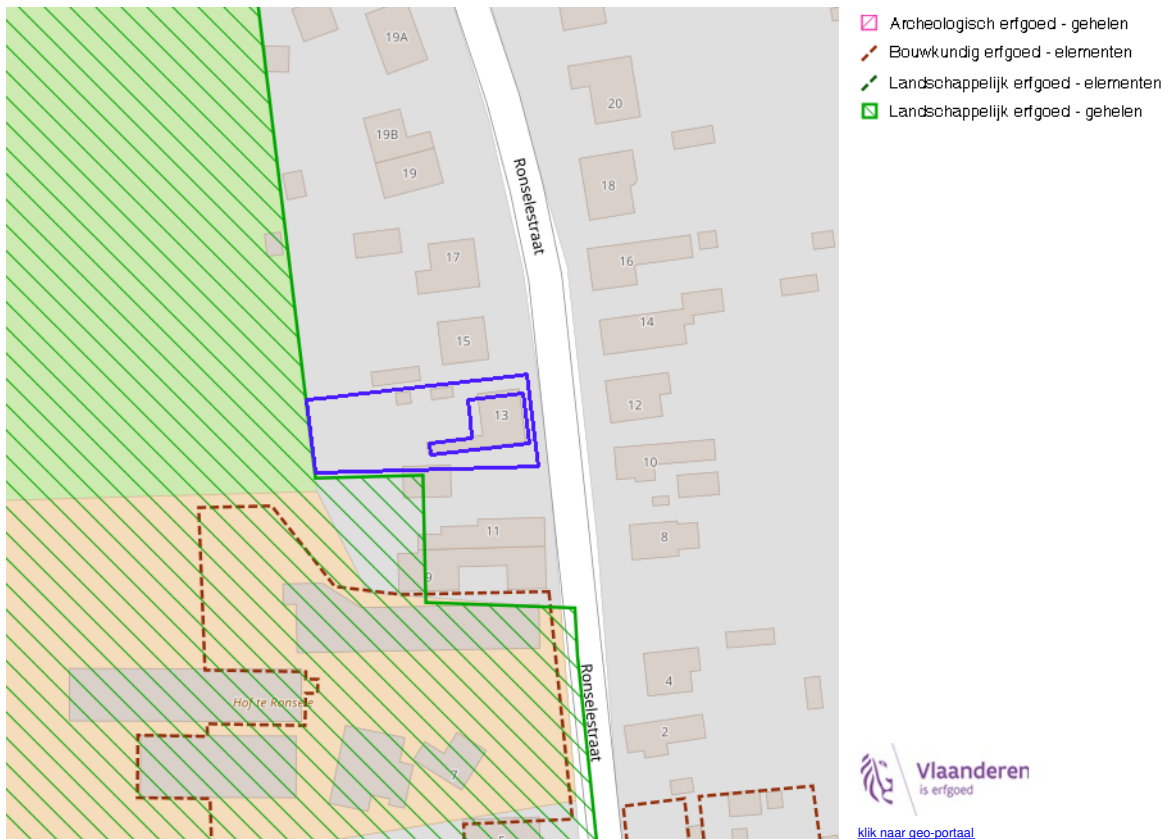 Archeologisch erfgoed - gehelen
Bouwkundig erfgoed - elementen
Landschappelijk erfgoed - elementen
Landschappelijk erfgoed - gehelen
19A
20
19B
19
Ronselestraat
18
17
16
14
15
12
13
10
11
8
9
4
Hof te Ronsele
Ronselestraat
2
7
Vlaanderen
is erfgoed
klik naar geo-portaal